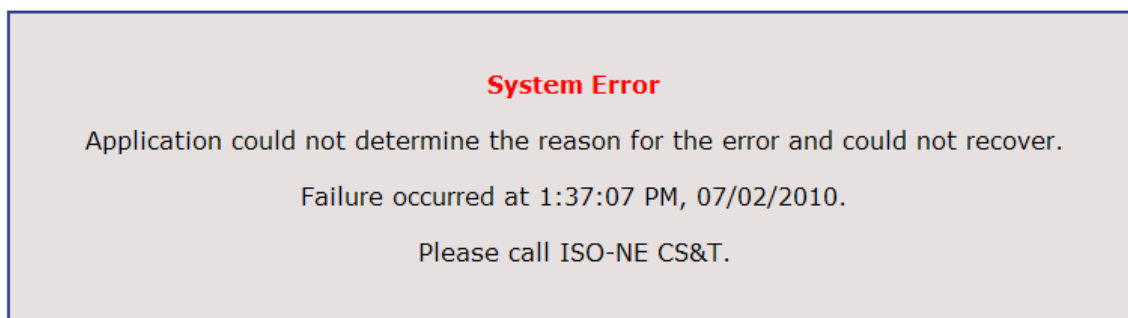 System Error
Application could not determine the reason for the error and could not recover.
Failure occurred at 1:37:07 PM, 07/02/2010.
Please call ISO-NE CS&T.